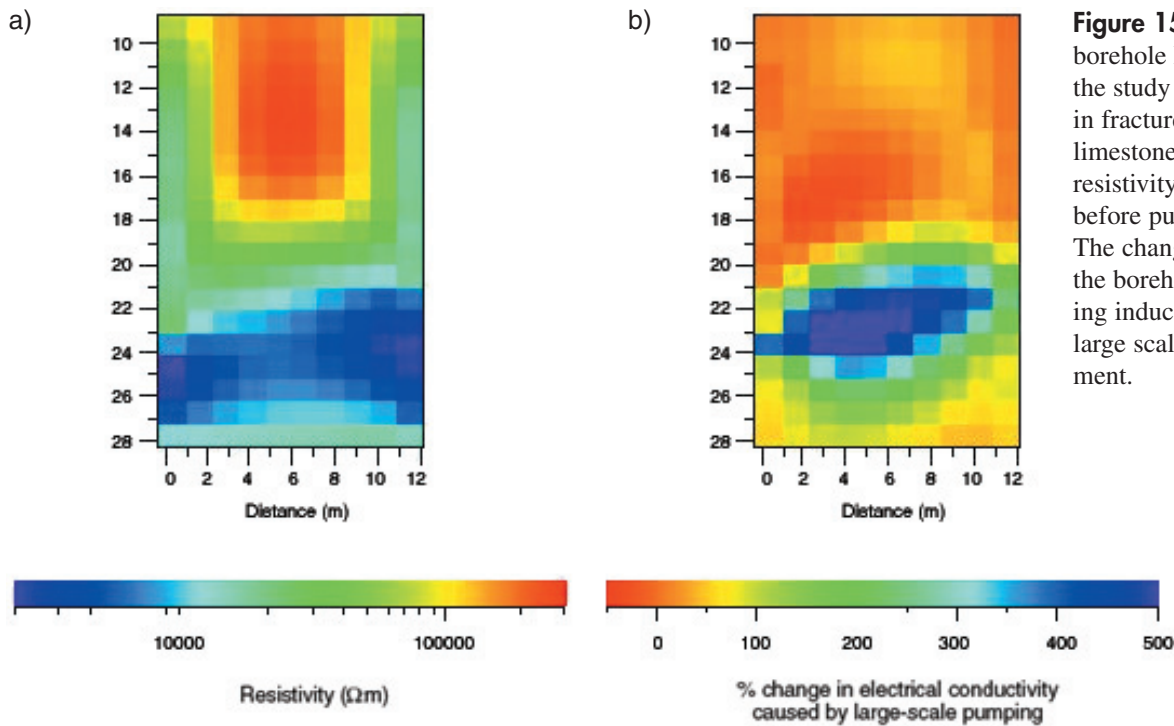 a)
10
12
14
16
18
20
22
24
26
28
0 2 4 6 8 10 12
Distance (m)
10000 100000
Resistivity (Ωm)
b)
10
12
14
16
18
20
22
24
26
28
0 2 4 6 8 10 12
Distance (m)
0 100 200 300 400 500
% change in electrical conductivity
caused by large-scale pumping
Figure 15
borehole
the study
in fracture
limestone
resistivity
before pu
The chang
the boreh
ing induc
large scal
ment.